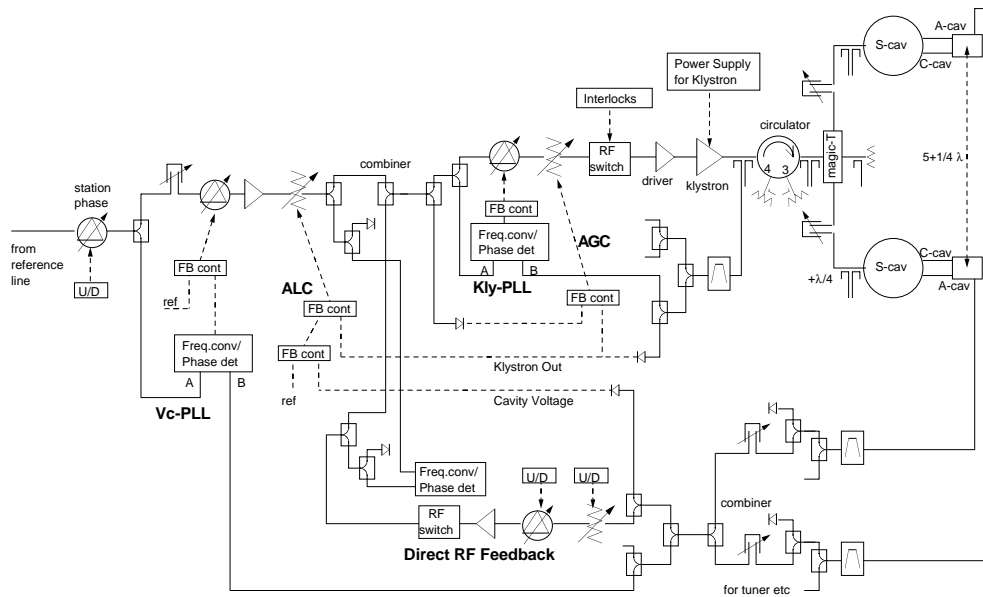 A-cav
S-cav
C-cav
Power Supply
for Klystron
Interlocks
circulator
magic-T
5+1/4 λ
combiner
RF
switch
4 3
driver
klystron
station
phase
FB cont
Freq.conv/
Phase det
AGC
from
reference
line
A B
Kly-PLL
C-cav
S-cav
+λ/4
A-cav
FB cont
U/D
ref
ALC
FB cont
FB cont
Freq.conv/
Phase det
FB cont
Klystron Out
A B
ref
Cavity Voltage
Vc-PLL
Freq.conv/
Phase det
U/D
U/D
combiner
RF
switch
Direct RF Feedback
for tuner etc